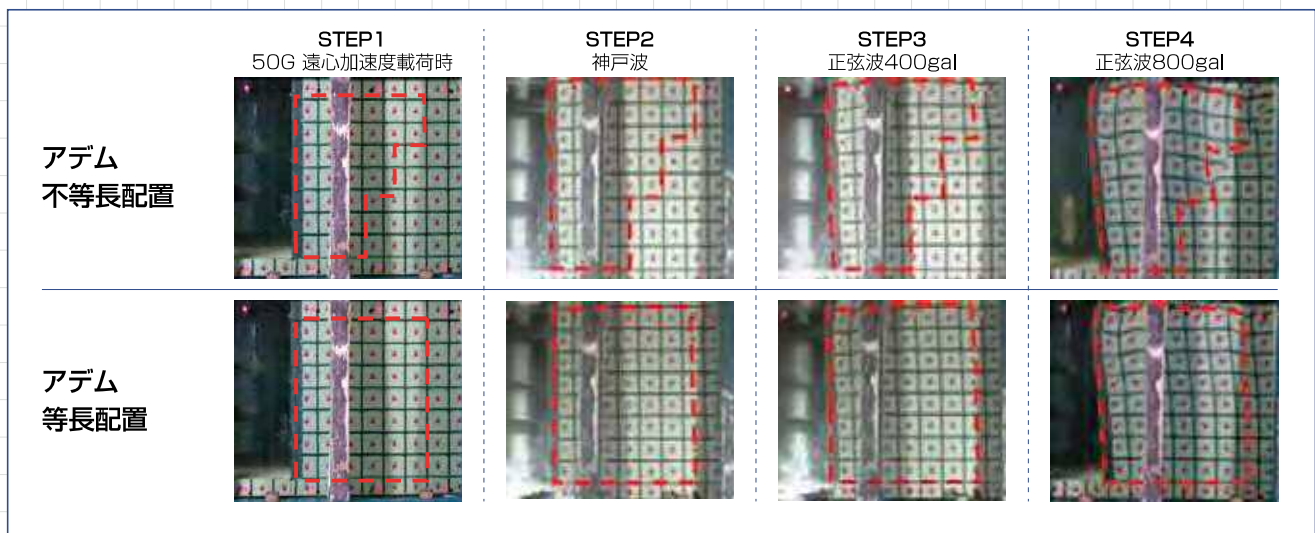 STEP1
50G 遠心加速度載荷時
STEP2
神戸波
STEP3
正弦波400gal
STEP4
正弦波800gal
アデム
不等長配置
アデム
等長配置